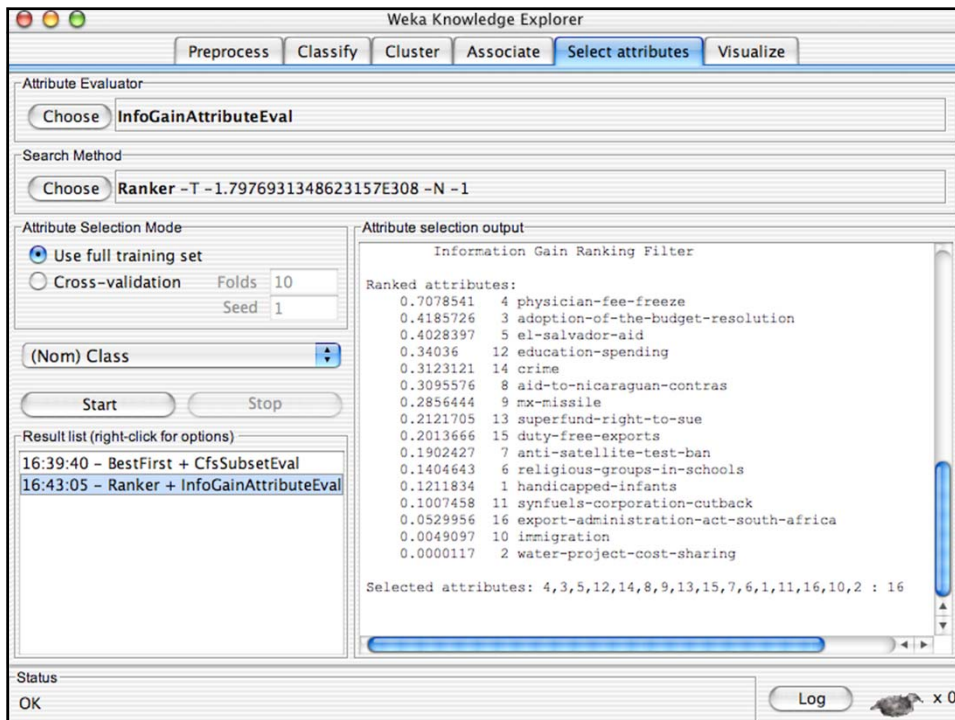 Weka Knowledge Explorer
Preprocess Classify Cluster Associate Select attributes Visualize
Attribute Evaluator
Choose InfoGainAttributeEval
Search Method
Choose Ranker -T -1.7976931348623157E308 -N -1
Attribute Selection Mode
Use full training set
Cross-validation Folds 10
Seed 1
(Nom) Class
Start Stop
Result list (right-click for options)
16:39:40 - BestFirst + CfsSubsetEval
16:43:05 - Ranker + InfoGainAttributeEval
Attribute selection output
Information Gain Ranking Filter
Ranked attributes:
0.7078541 4 physician-fee-freeze
0.4185726 3 adoption-of-the-budget-resolution
0.4028397 5 el-salvador-aid
0.34036 12 education-spending
0.3123121 14 crime
0.3095576 8 aid-to-nicaraguan-contras
0.2856444 9 mx-missile
0.2121705 13 superfund-right-to-sue
0.2013666 15 duty-free-exports
0.1902427 7 anti-satellite-test-ban
0.1404643 6 religious-groups-in-schools
0.1211834 1 handicapped-infants
0.1007458 11 synfuels-corporation-cutback
0.0529956 16 export-administration-act-south-africa
0.0049097 10 immigration
0.0000117 2 water-project-cost-sharing
Selected attributes: 4,3,5,12,14,8,9,13,15,7,6,1,11,16,10,2 : 16
Status
OK
Log x 0